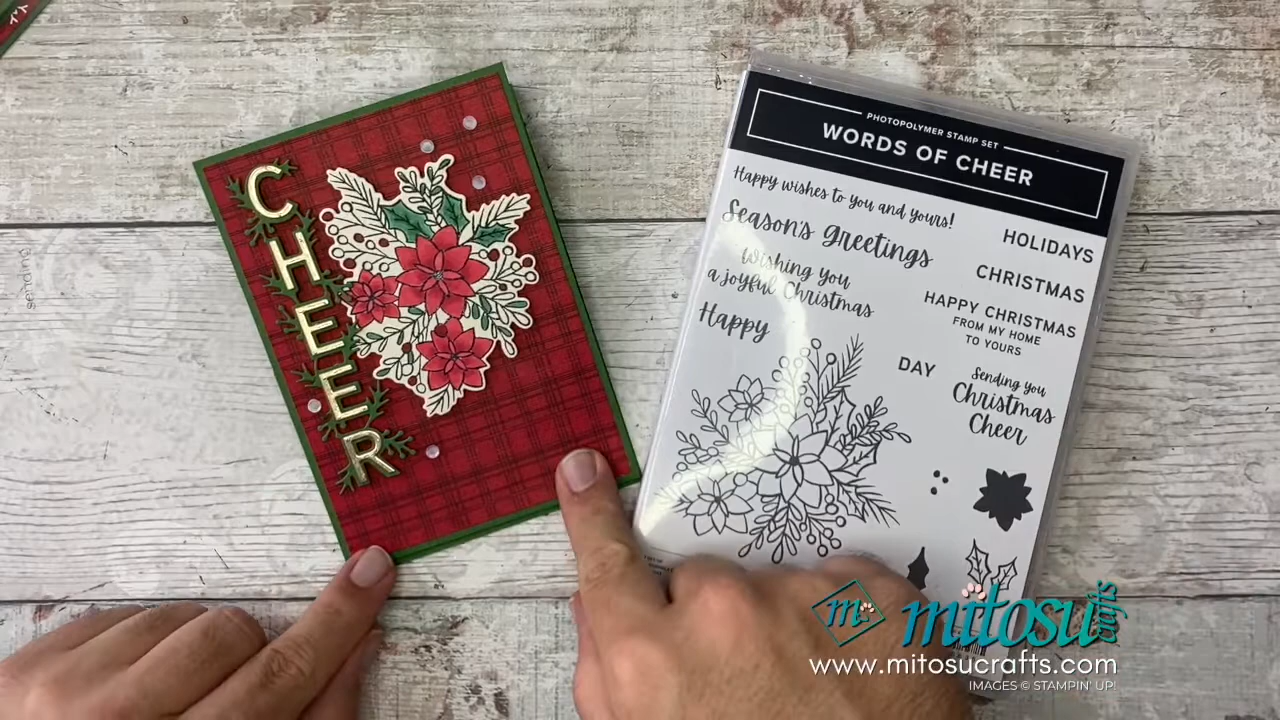 CHEER
PHOTOPOLYMER STAMP SET
WORDS OF CHEER
Happy wishes to you and yours!
Season's Greetings
Wishing you
a joyful Christmas
Happy
HOLIDAYS
CHRISTMAS
HAPPY CHRISTMAS
FROM MY HOME
TO YOURS
DAY
Sending you
Christmas
Cheer
sending
m
mitosu crafts
www.mitosucrafts.com
IMAGES © STAMPIN' UP!